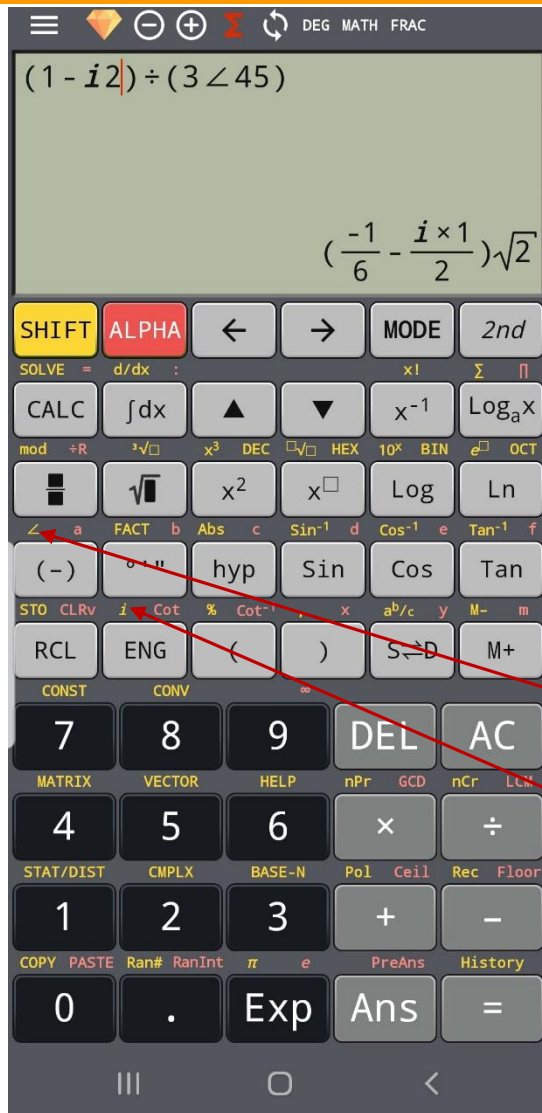 Σ DEG MATH FRAC
(1-i2)÷(3∠45)
(-1/6 - i×1/2)√2
SHIFT ALPHA ← → MODE 2nd
SOLVE = d/dx : x! Σ ∏
CALC ∫dx ▲ ▼ x⁻¹ Logₐx
mod ÷R ³√□ x³ DEC □√□ HEX 10ˣ BIN e□ OCT
√ x² x□ Log Ln
∠ a FACT b Abs c Sin⁻¹ d Cos⁻¹ e Tan⁻¹ f
(-) ° ' " hyp Sin Cos Tan
STO CLRv i Cot % Cot⁻¹ , x aᵇ/c y M- m
RCL ENG ( ) S⇌D M+
CONST CONV ∞
7 8 9 DEL AC
MATRIX VECTOR HELP nPr GCD nCr LCM
4 5 6 × ÷
STAT/DIST CMPLX BASE-N Pol Ceil Rec Floor
1 2 3 + −
COPY PASTE Ran# RanInt π e PreAns History
0 . Exp Ans =